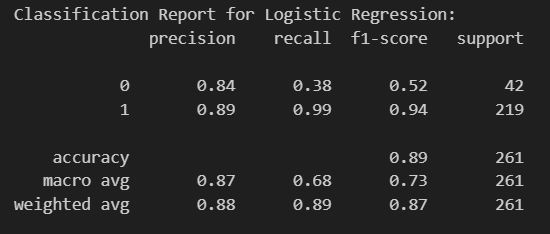 Classification Report for Logistic Regression:
precision recall f1-score support
0 0.84 0.38 0.52 42
1 0.89 0.99 0.94 219
accuracy 0.89 261
macro avg 0.87 0.68 0.73 261
weighted avg 0.88 0.89 0.87 261